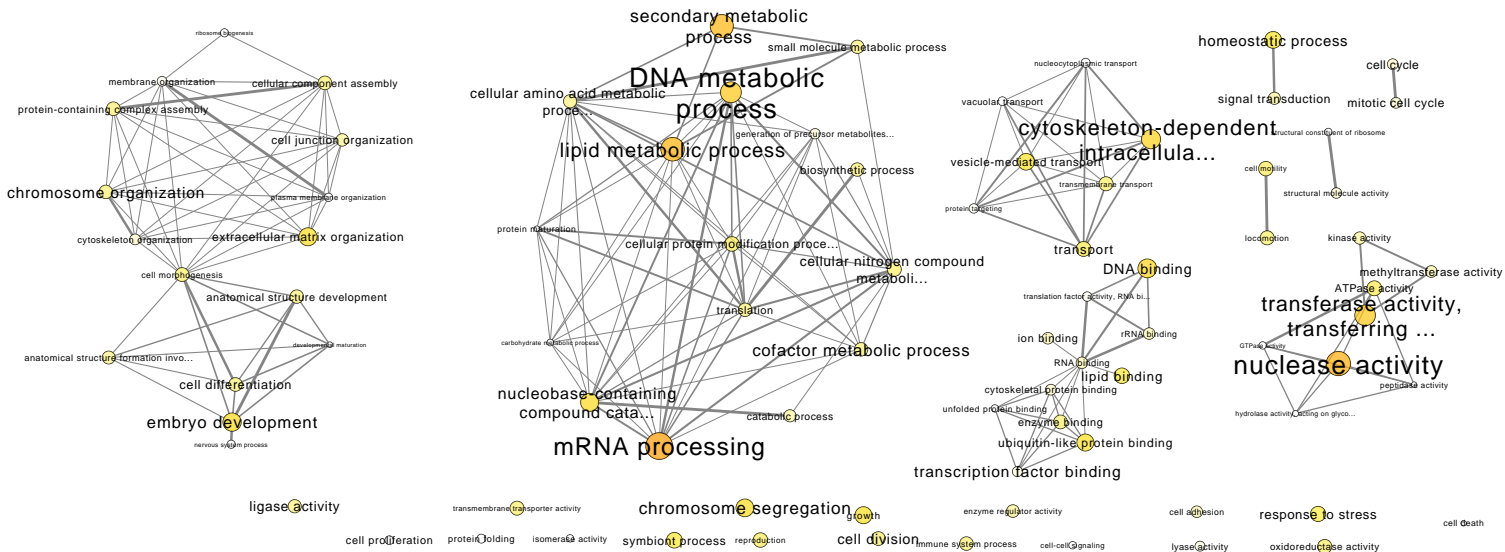 ribosome biogenesis
membrane organization
cellular component assembly
protein-containing complex assembly
cell junction organization
chromosome organization
plasma membrane organization
cytoskeleton organization
extracellular matrix organization
cell morphogenesis
anatomical structure development
developmental maturation
anatomical structure formation invo...
cell differentiation
embryo development
nervous system process
secondary metabolic
process
small molecule metabolic process
DNA metabolic
process
cellular amino acid metabolic
proce...
generation of precursor metabolites...
lipid metabolic process
biosynthetic process
protein maturation
cellular protein modification proce...
cellular nitrogen compound
metaboli...
translation
carbohydrate metabolic process
cofactor metabolic process
nucleobase-containing
compound cata...
catabolic process
mRNA processing
nucleocytoplasmic transport
vacuolar transport
cytoskeleton-dependent
intracellula...
vesicle-mediated transport
transmembrane transport
protein targeting
transport
DNA binding
translation factor activity, RNA bi...
rRNA binding
ion binding
RNA binding
lipid binding
cytoskeletal protein binding
unfolded protein binding
enzyme binding
ubiquitin-like protein binding
transcription factor binding
homeostatic process
signal transduction
cell cycle
mitotic cell cycle
structural constituent of ribosome
structural molecule activity
cell motility
locomotion
kinase activity
methyltransferase activity
ATPase activity
transferase activity,
transferring ...
GTPase activity
nuclease activity
peptidase activity
hydrolase activity, acting on glyco...
ligase activity
transmembrane transporter activity
chromosome segregation
growth
enzyme regulator activity
cell adhesion
response to stress
cell death
cell proliferation
protein folding
isomerase activity
symbiont process
reproduction
cell division
immune system process
cell-cell signaling
lyase activity
oxidoreductase activity